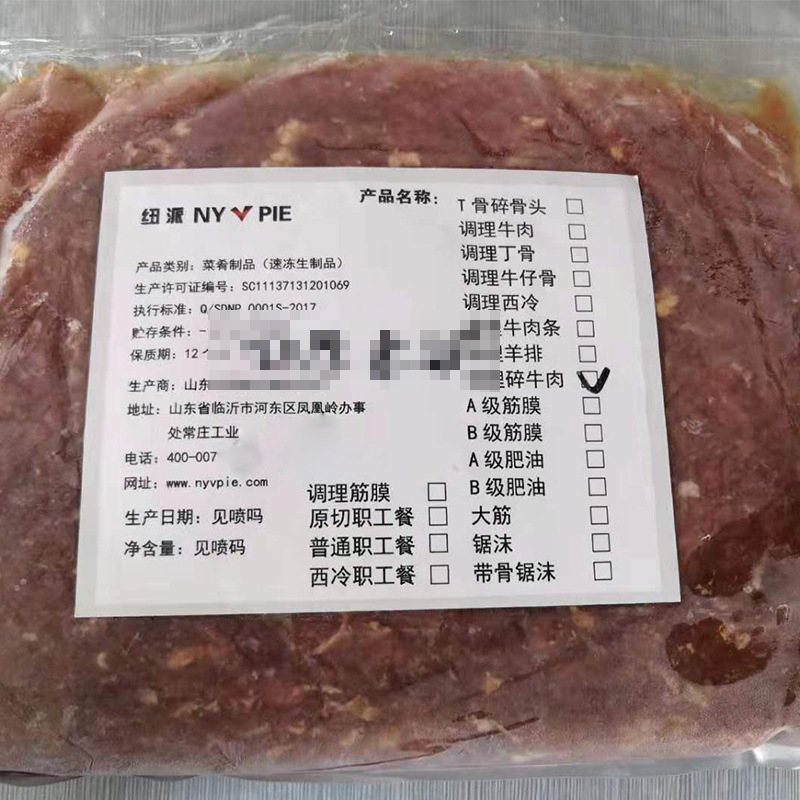 纽派 NYVPIE
产品类别：菜肴制品（速冻生制品）
生产许可证编号：SC11137131201069
执行标准：Q/SDNP 0001S-2017
贮存条件：-
保质期：12个
生产商：山东
地址：山东省临沂市河东区凤凰岭办事
处常庄工业
电话：400-007
网址：www.nyvpie.com
生产日期：见喷吗
净含量：见喷码
产品名称：
T骨碎骨头
调理牛肉
调理丁骨
调理牛仔骨
调理西冷
牛肉条
羊排
理碎牛肉
A级筋膜
B级筋膜
A级肥油
B级肥油
大筋
锯沫
带骨锯沫
调理筋膜
原切职工餐
普通职工餐
西冷职工餐